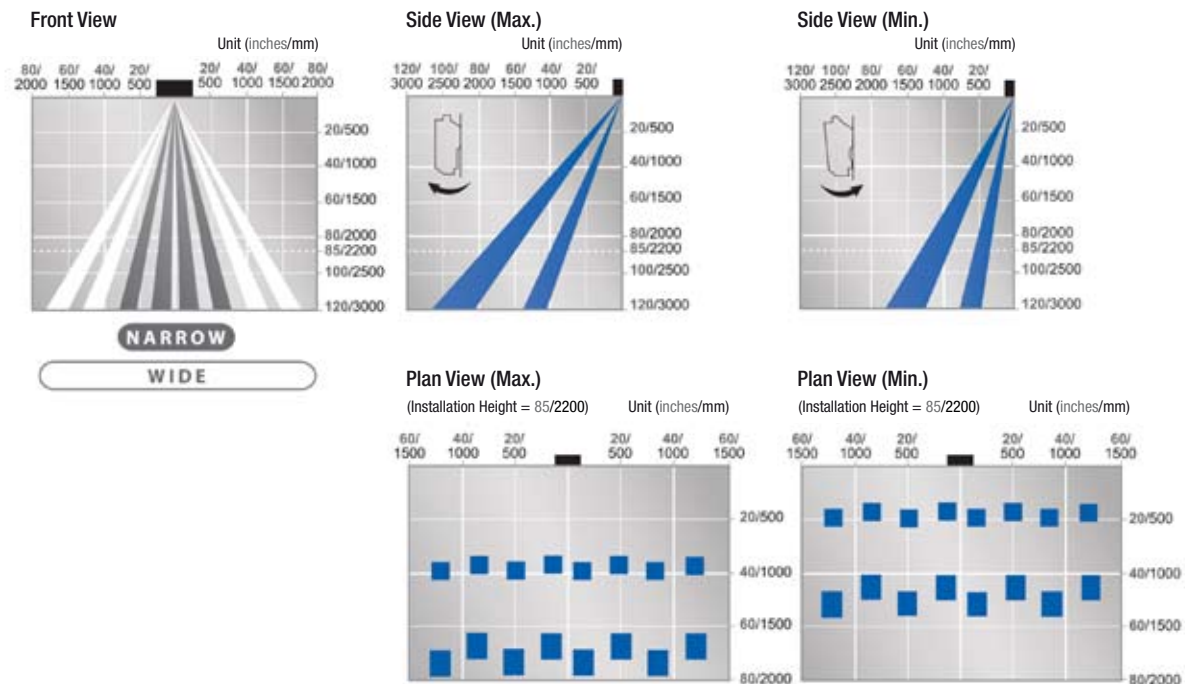 Front View
Unit (inches/mm)
80/ 60/ 40/ 20/ 20/ 60/ 60/ 80/
2000 1500 1000 500 500 1000 1500 2000
20/500
40/1000
60/1500
80/2000
85/2200
100/2500
120/3000
NARROW
WIDE
Side View (Max.)
Unit (inches/mm)
120/ 100/ 80/ 60/ 40/ 20/
3000 2500 2000 1500 1000 500
20/500
40/1000
60/1500
80/2000
85/2200
100/2500
120/3000
Side View (Min.)
Unit (inches/mm)
120/ 100/ 80/ 60/ 40/ 20/
3000 2500 2000 1500 1000 500
20/500
40/1000
60/1500
80/2000
85/2200
100/2500
120/3000
Plan View (Max.)
(Installation Height = 85/2200) Unit (inches/mm)
60/ 40/ 20/ 20/ 40/ 60/
1500 1000 500 500 1000 1500
20/500
40/1000
60/1500
80/2000
Plan View (Min.)
(Installation Height = 85/2200) Unit (inches/mm)
60/ 40/ 20/ 20/ 40/ 60/
1500 1000 500 500 1000 1500
20/500
40/1000
60/1500
80/2000